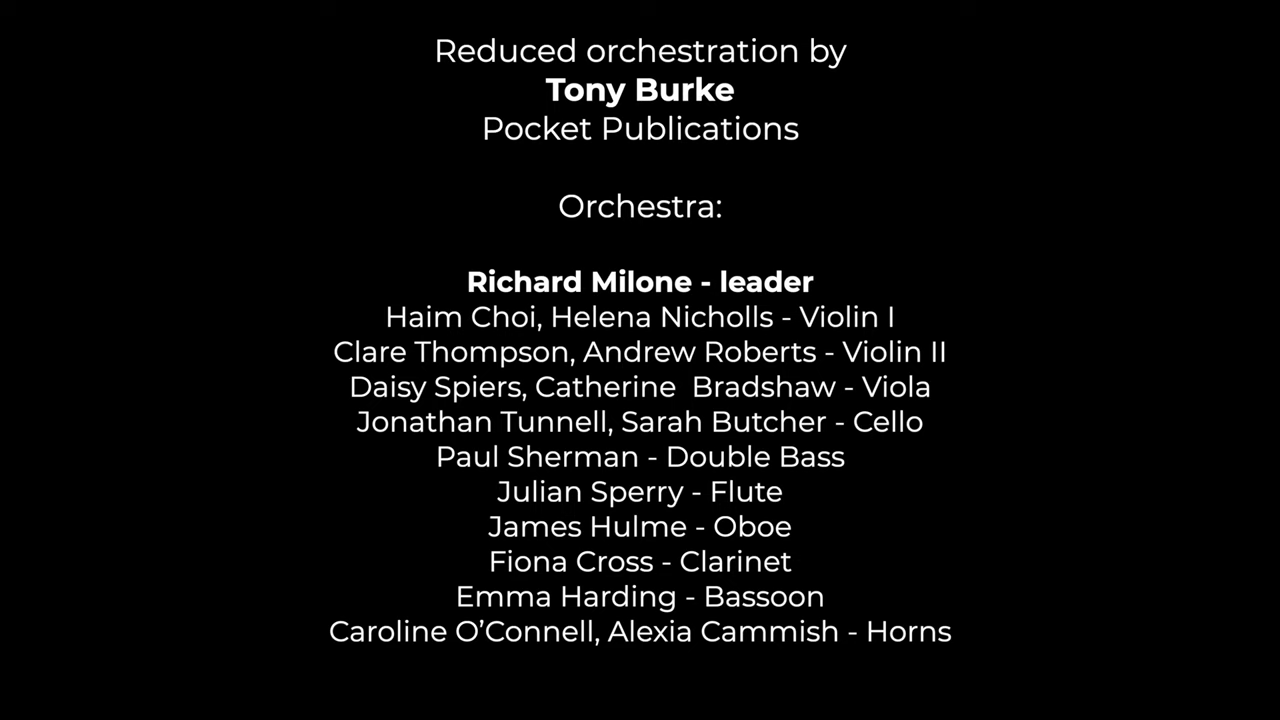 Reduced orchestration by
Tony Burke
Pocket Publications
Orchestra:
Richard Milone - leader
Haim Choi, Helena Nicholls - Violin I
Clare Thompson, Andrew Roberts - Violin II
Daisy Spiers, Catherine  Bradshaw - Viola
Jonathan Tunnell, Sarah Butcher - Cello
Paul Sherman - Double Bass
Julian Sperry - Flute
James Hulme - Oboe
Fiona Cross - Clarinet
Emma Harding - Bassoon
Caroline O’Connell, Alexia Cammish - Horns